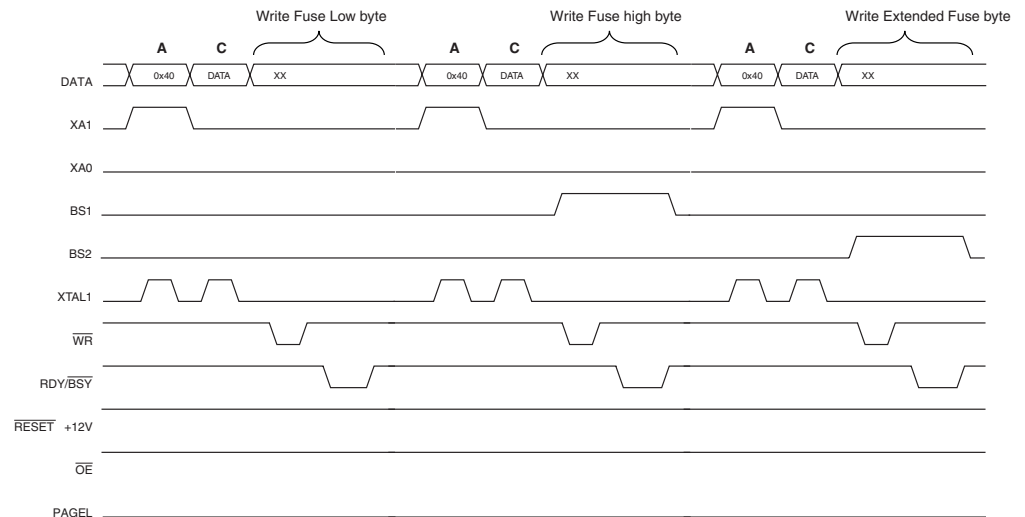 Write Fuse Low byte Write Fuse high byte Write Extended Fuse byte
A C A C A C
DATA 0x40 DATA XX 0x40 DATA XX 0x40 DATA XX
XA1
XA0
BS1
BS2
XTAL1
WR
RDY/BSY
RESET +12V
OE
PAGEL